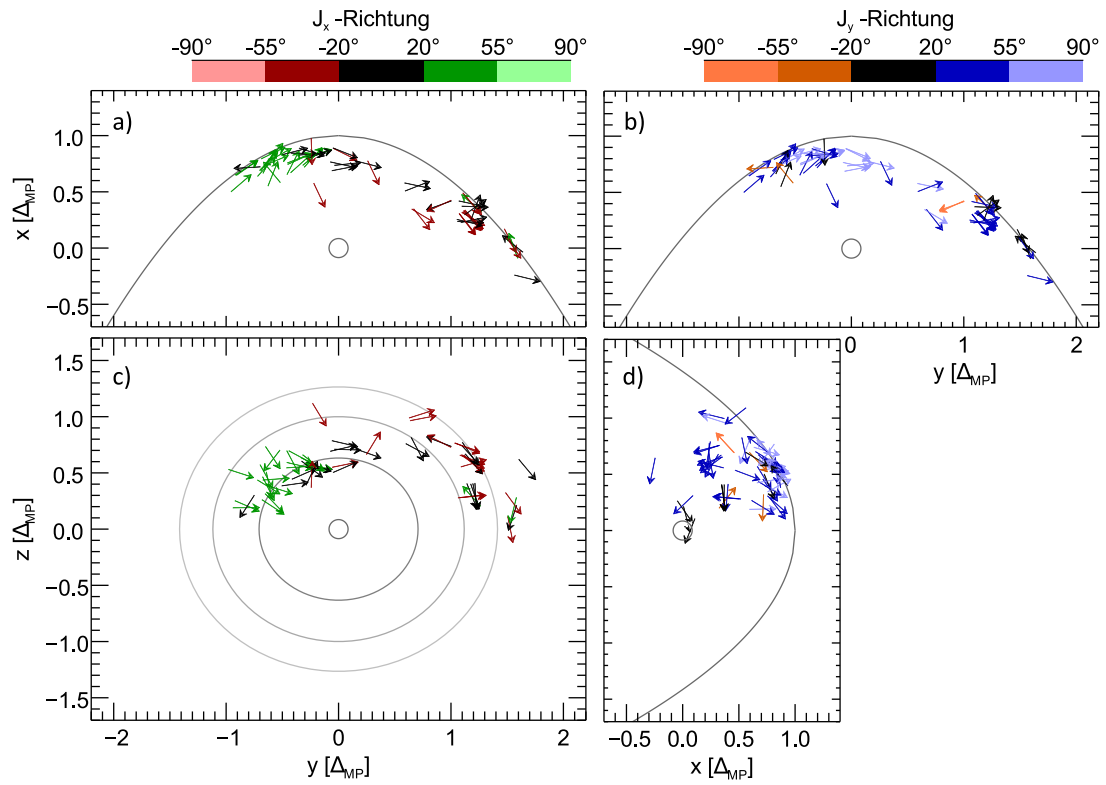 Jx -Richtung
-90° -55° -20° 20° 55° 90°
Jy -Richtung
-90° -55° -20° 20° 55° 90°
a)
1.0
0.5
0.0
−0.5
x [ΔMP]
b)
0 1 2
y [ΔMP]
c)
1.5
1.0
0.5
0.0
−0.5
−1.0
−1.5
z [ΔMP]
−2 −1 0 1 2
y [ΔMP]
d)
−0.5 0.0 0.5 1.0
x [ΔMP]